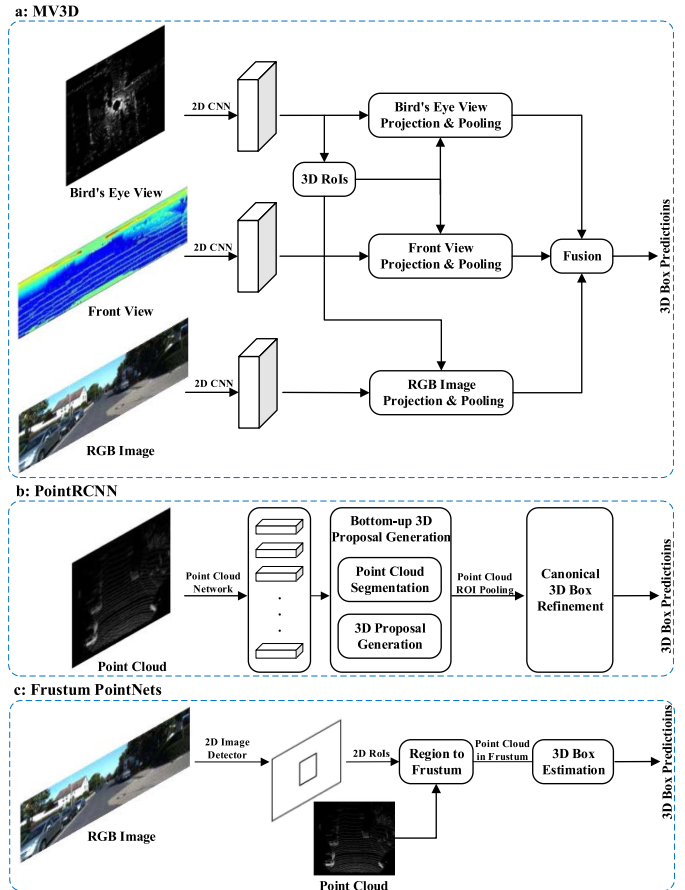 a: MV3D
2D CNN
Bird's Eye View
Projection & Pooling
Bird's Eye View
3D RoIs
2D CNN
Front View
Projection & Pooling
Fusion
3D Box Predictioins
Front View
2D CNN
RGB Image
Projection & Pooling
RGB Image
b: PointRCNN
Point Cloud
Network
Bottom-up 3D
Proposal Generation
Point Cloud
Segmentation
3D Proposal
Generation
Point Cloud
ROI Pooling
Canonical
3D Box
Refinement
3D Box Predictioins
Point Cloud
c: Frustum PointNets
2D Image
Detector
2D RoIs
Region to
Frustum
Point Cloud
in Frustum
3D Box
Estimation
3D Box Predictioins
RGB Image
Point Cloud